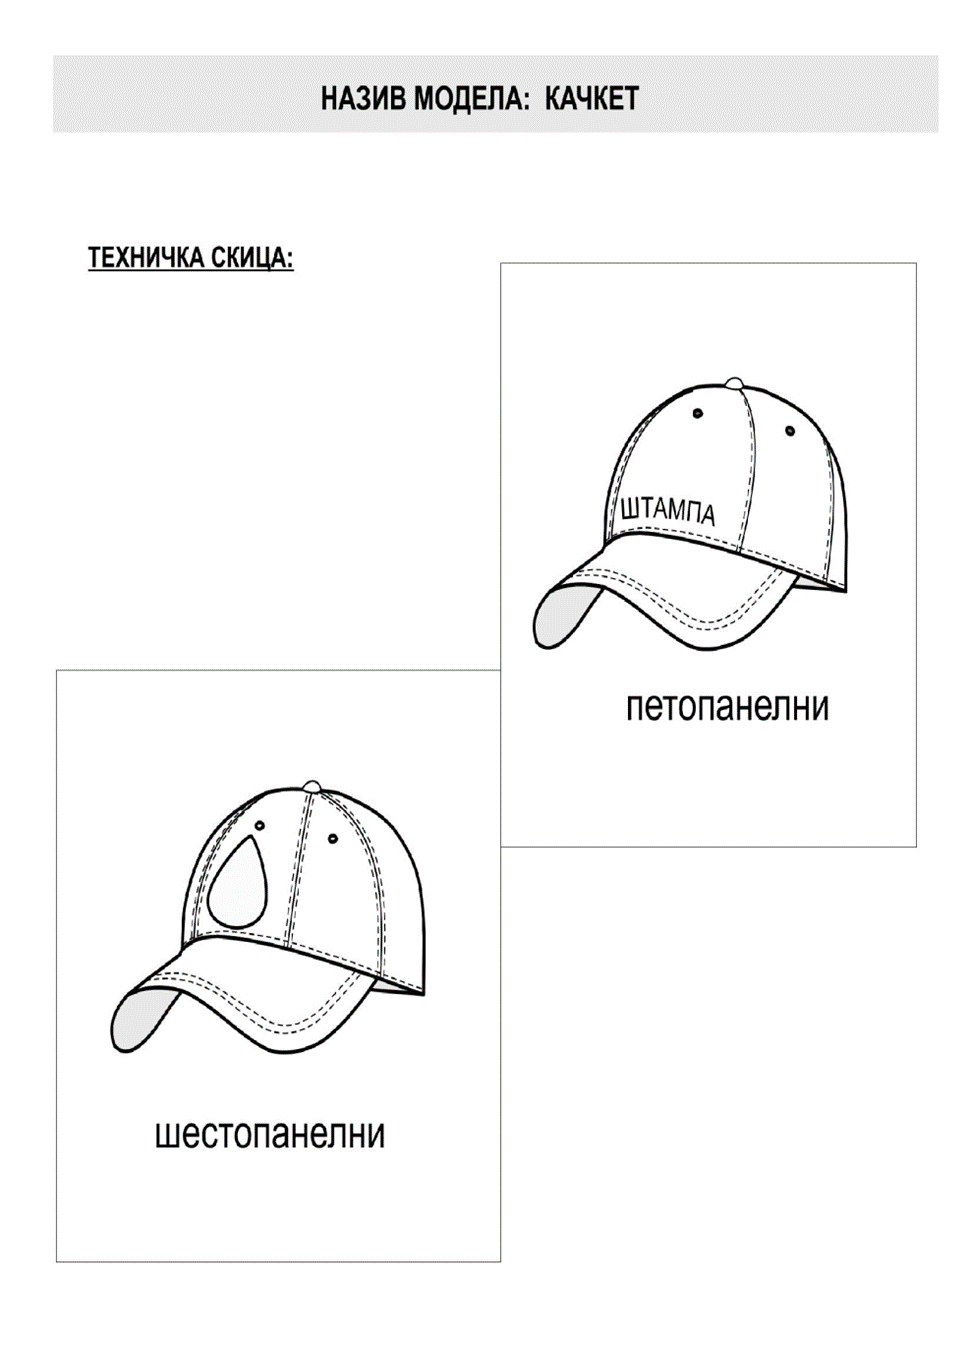 НАЗИВ МОДЕЛА: КАЧКЕТ
ТЕХНИЧКА СКИЦА:
ШТАМПА
петопанелни
шестопанелни